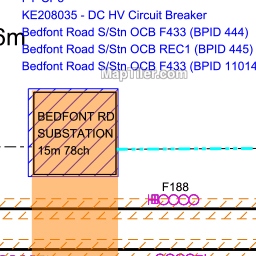 KE208035 - DC HV Circuit Breaker
6m
Bedfont Road S/Stn OCB F433 (BPID 444)
Bedfont Road S/Stn OCB REC1 (BPID 445)
Bedfont Road S/Stn OCB F433 (BPID 11014
MapTiler.com
BEDFONT RD
SUBSTATION
15m 78ch
F188